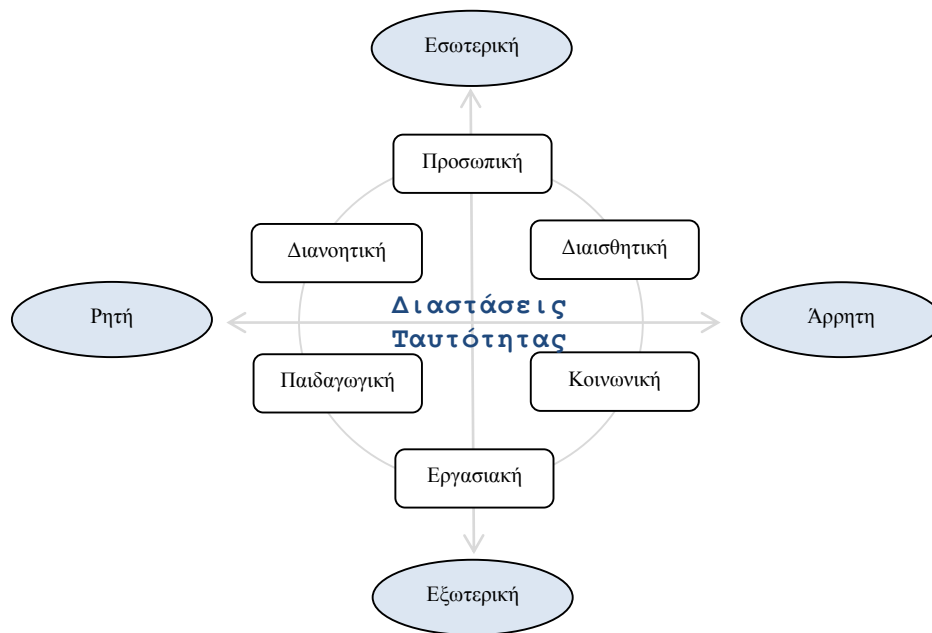 Εσωτερική
Προσωπική
Διανοητική
Διαισθητική
Ρητή
Διαστάσεις
Ταυτότητας
Άρρητη
Παιδαγωγική
Κοινωνική
Εργασιακή
Εξωτερική